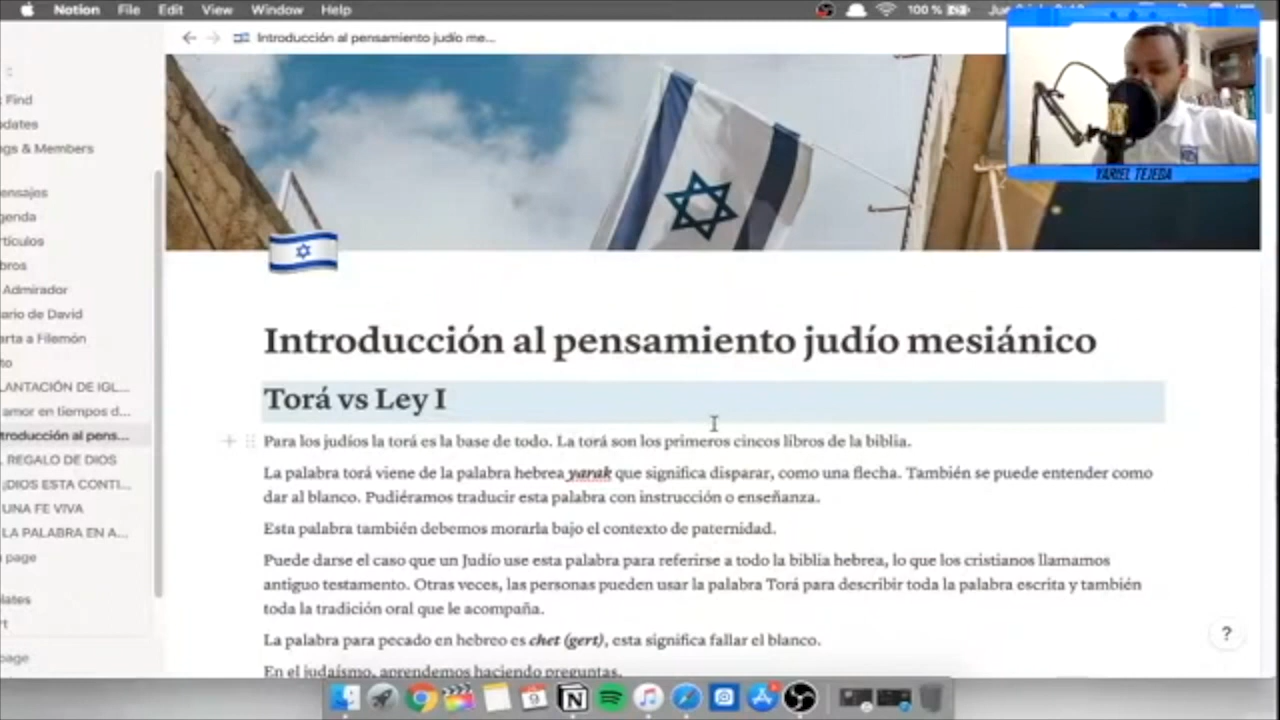 Notion File Edit View Window Help 100 %
Introducción al pensamiento judío me...
Find
dates
gs & Members
ensajes
genda
rtículos
bros
Admirador
ario de David
arta a Filemón
to
LANTACIÓN DE IGL...
amor en tiempos d...
troducción al pens...
REGALO DE DIOS
¡DIOS ESTA CONTI...
UNA FE VIVA
LA PALABRA EN A...
page
lates
rt
page
YARIEL TEJEDA
Introducción al pensamiento judío mesiánico
Torá vs Ley I
Para los judíos la torá es la base de todo. La torá son los primeros cincos libros de la biblia.
La palabra torá viene de la palabra hebrea yarak que significa disparar, como una flecha. También se puede entender como
dar al blanco. Pudiéramos traducir esta palabra con instrucción o enseñanza.
Esta palabra también debemos morarla bajo el contexto de paternidad.
Puede darse el caso que un Judío use esta palabra para referirse a todo la biblia hebrea, lo que los cristianos llamamos
antiguo testamento. Otras veces, las personas pueden usar la palabra Torá para describir toda la palabra escrita y también
toda la tradición oral que le acompaña.
La palabra para pecado en hebreo es chet (gert), esta significa fallar el blanco.
En el judaísmo, aprendemos haciendo preguntas.
?
9